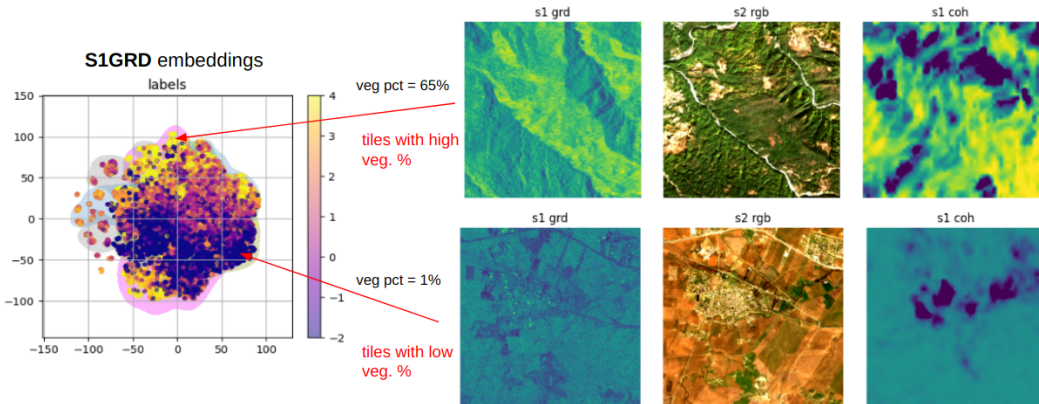 S1GRD embeddings
labels
150
100
50
0
−50
−100
−150
−100
−50
0
50
100
4
3
2
1
0
−1
−2
veg pct = 65%
tiles with high
veg. %
veg pct = 1%
tiles with low
veg. %
s1 grd
s2 rgb
s1 coh
s1 grd
s2 rgb
s1 coh